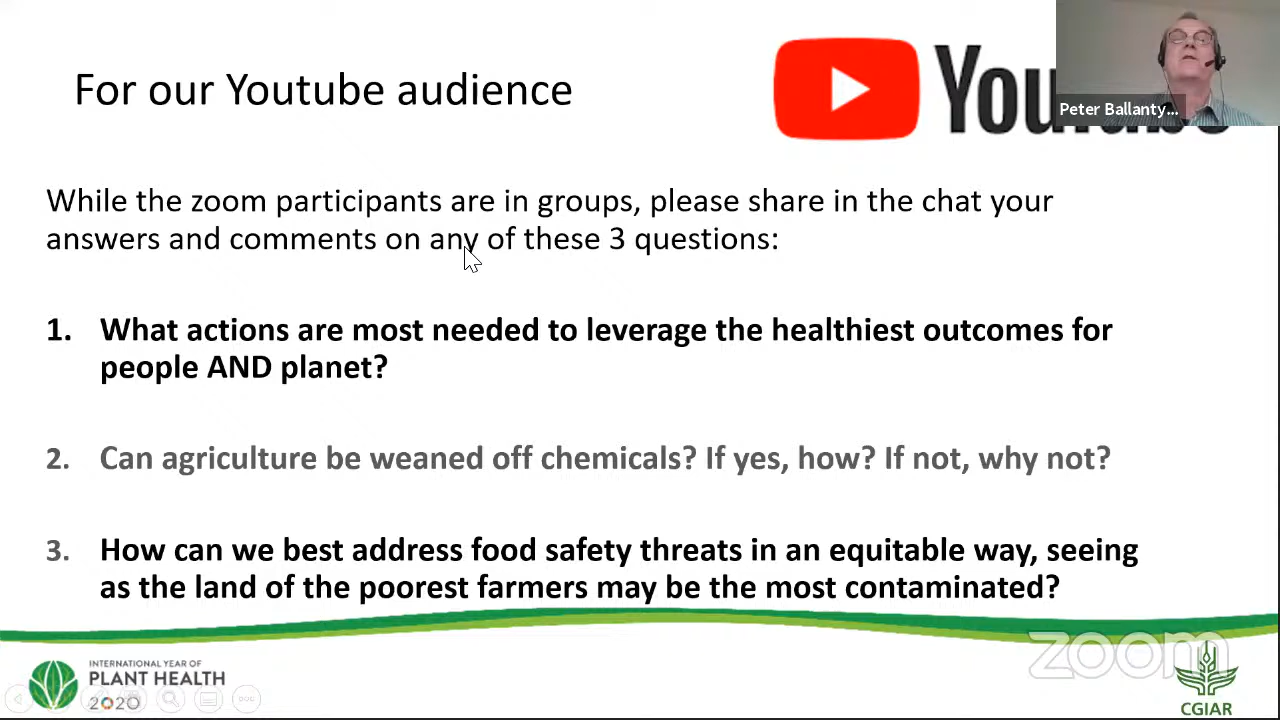 For our Youtube audience
Peter Ballanty...
While the zoom participants are in groups, please share in the chat your
answers and comments on any of these 3 questions:
1. What actions are most needed to leverage the healthiest outcomes for
people AND planet?
2. Can agriculture be weaned off chemicals? If yes, how? If not, why not?
3. How can we best address food safety threats in an equitable way, seeing
as the land of the poorest farmers may be the most contaminated?
INTERNATIONAL YEAR OF
PLANT HEALTH
2020
zoom
CGIAR